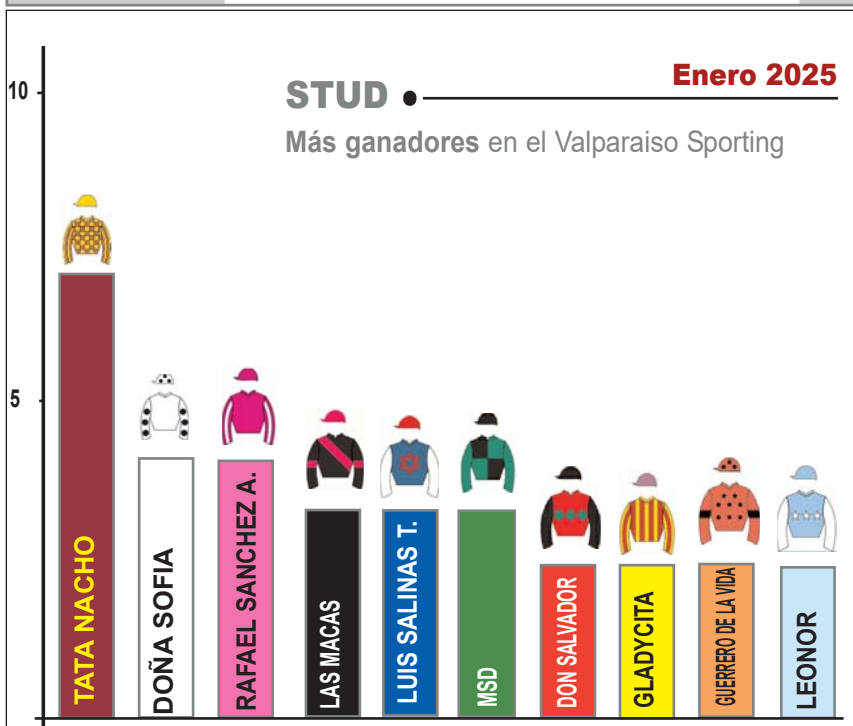 Enero 2025
STUD
Más ganadores en el Valparaiso Sporting
10
5
TATA NACHO
DOÑA SOFIA
RAFAEL SANCHEZ A.
LAS MACAS
LUIS SALINAS T.
MSD
DON SALVADOR
GLADYCITA
GUERRERO DE LA VIDA
LEONOR